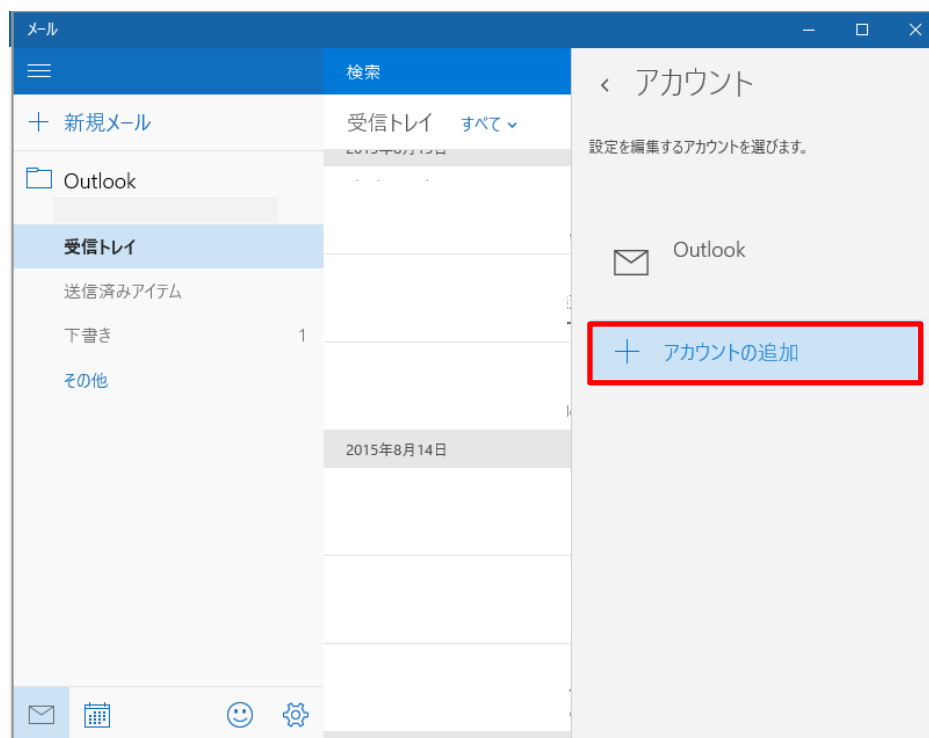 メール
検索
アカウント
新規メール
受信トレイ すべて
設定を編集するアカウントを選びます。
Outlook
受信トレイ
Outlook
送信済みアイテム
下書き 1
アカウントの追加
その他
2015年8月14日